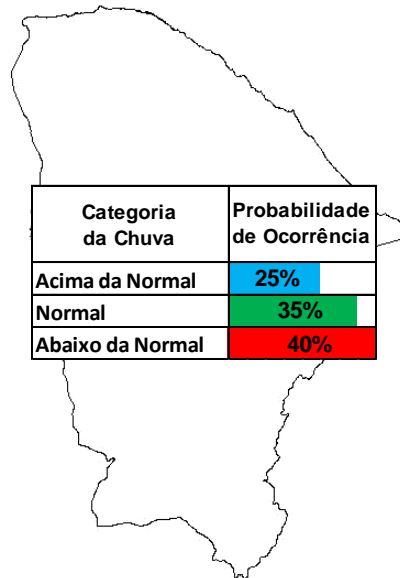 Categoria
da Chuva
Probabilidade
de Ocorrência
Acima da Normal 25%
Normal 35%
Abaixo da Normal 40%